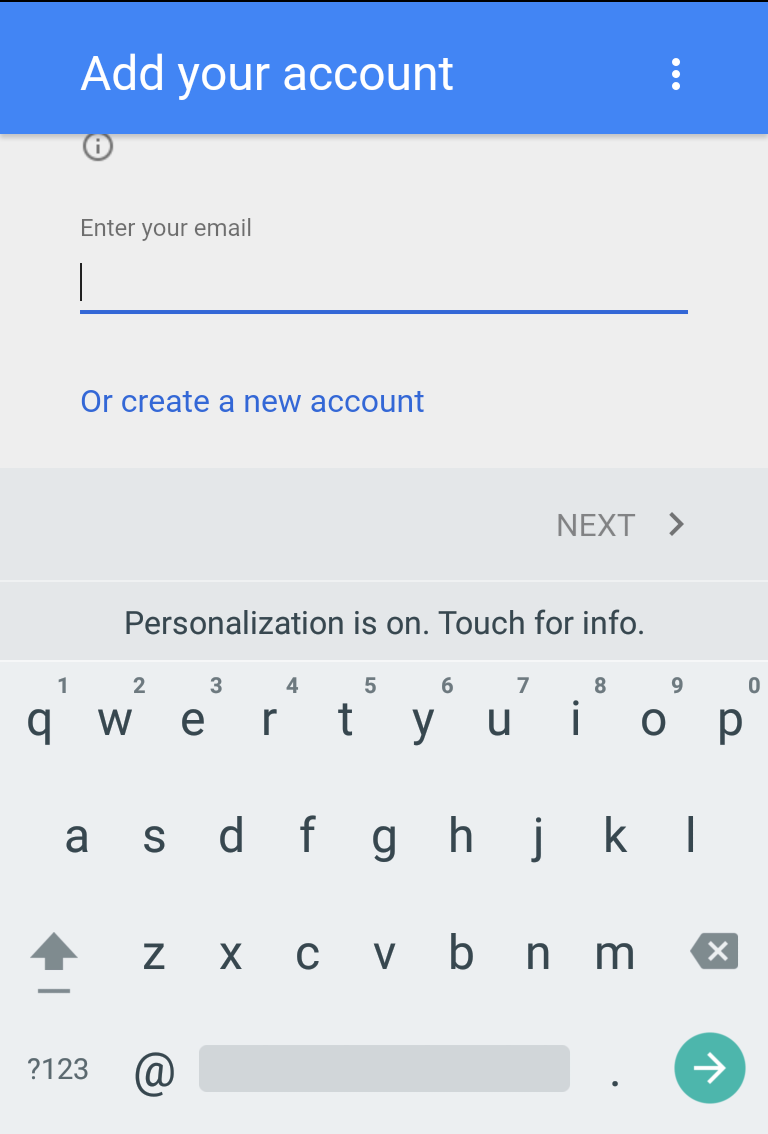 Add your account
Enter your email
Or create a new account
NEXT
Personalization is on. Touch for info.
1 2 3 4 5 6 7 8 9 0
q w e r t y u i o p
a s d f g h j k l
z x c v b n m
?123 @ .